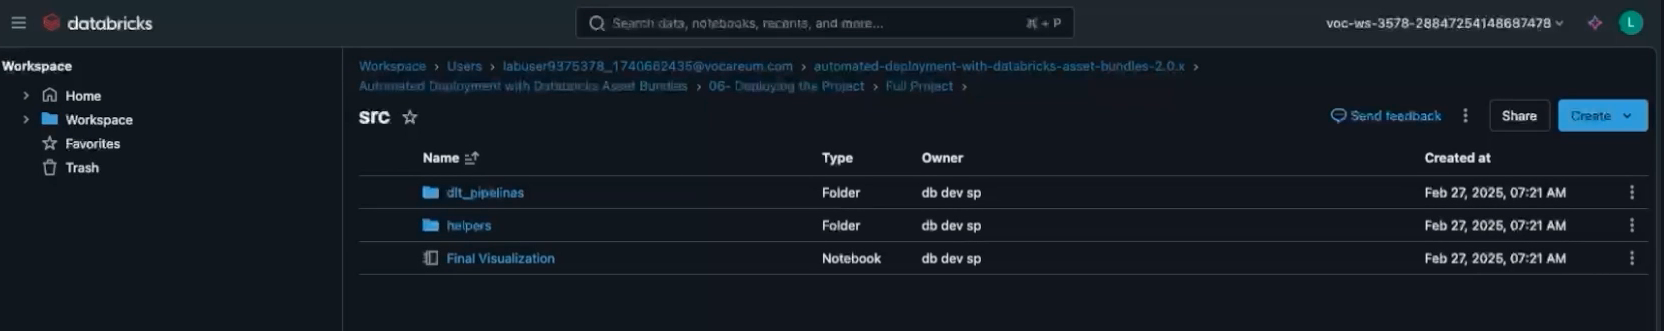 databricks
Search data, notebooks, recents, and more...
⌘ + P
voc-ws-3578-28847254148687478
L
Workspace
Home
Workspace
Favorites
Trash
Workspace > Users > labuser9375378_1740662435@vocareum.com > automated-deployment-with-databricks-asset-bundles-2.0.x >
Automated Deployment with Databricks Asset Bundles > 06- Deploying the Project > Full Project >
src
Send feedback
Share
Create
Name Type Owner Created at
dlt_pipelines Folder db dev sp Feb 27, 2025, 07:21 AM
helpers Folder db dev sp Feb 27, 2025, 07:21 AM
Final Visualization Notebook db dev sp Feb 27, 2025, 07:21 AM